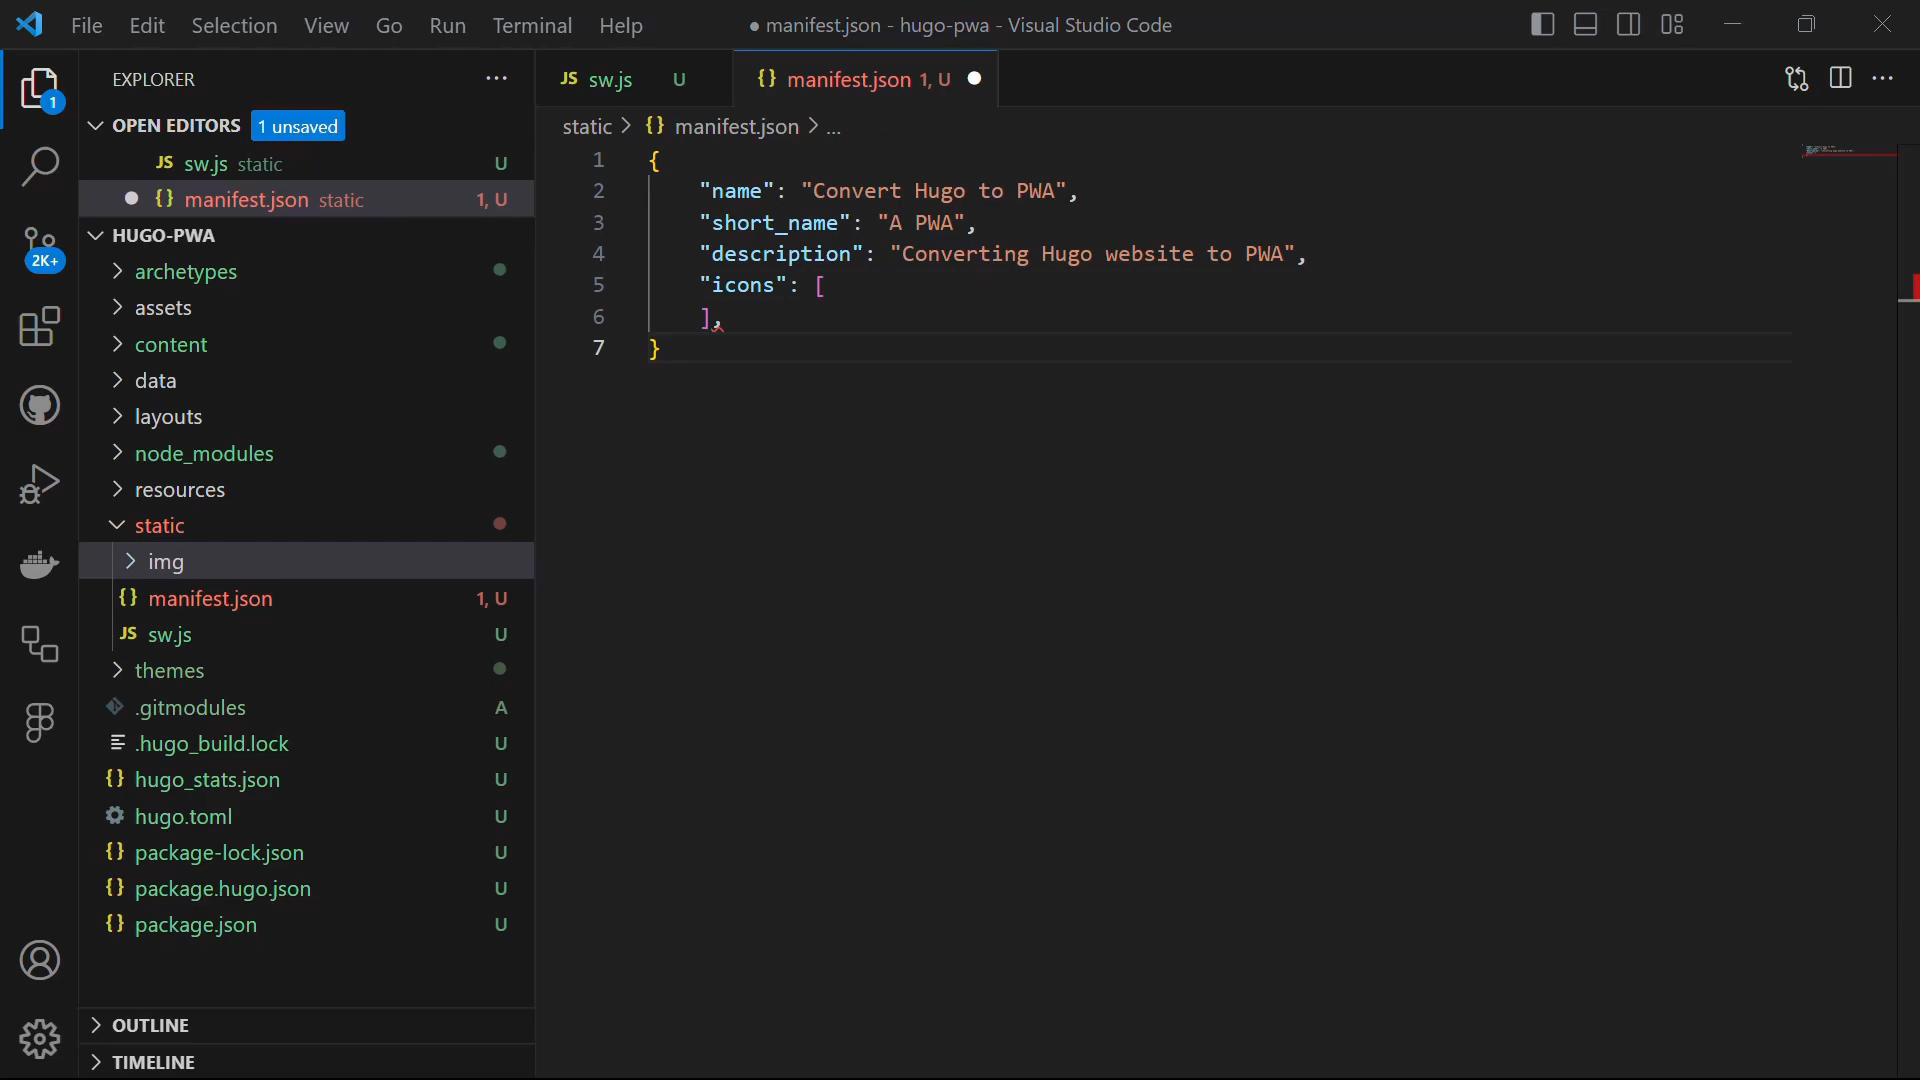 File Edit Selection View Go Run Terminal Help
● manifest.json - hugo-pwa - Visual Studio Code
EXPLORER
1
OPEN EDITORS 1 unsaved
JS sw.js static U
{} manifest.json static 1, U
2K+
HUGO-PWA
archetypes
assets
content
data
layouts
node_modules
resources
static
img
{} manifest.json 1, U
JS sw.js U
themes
.gitmodules A
.hugo_build.lock U
{} hugo_stats.json U
hugo.toml U
{} package-lock.json U
{} package.hugo.json U
{} package.json U
OUTLINE
TIMELINE
JS sw.js U
{} manifest.json 1, U
static > {} manifest.json > ...
1 {
2 "name": "Convert Hugo to PWA",
3 "short_name": "A PWA",
4 "description": "Converting Hugo website to PWA",
5 "icons": [
6 ],
7 }